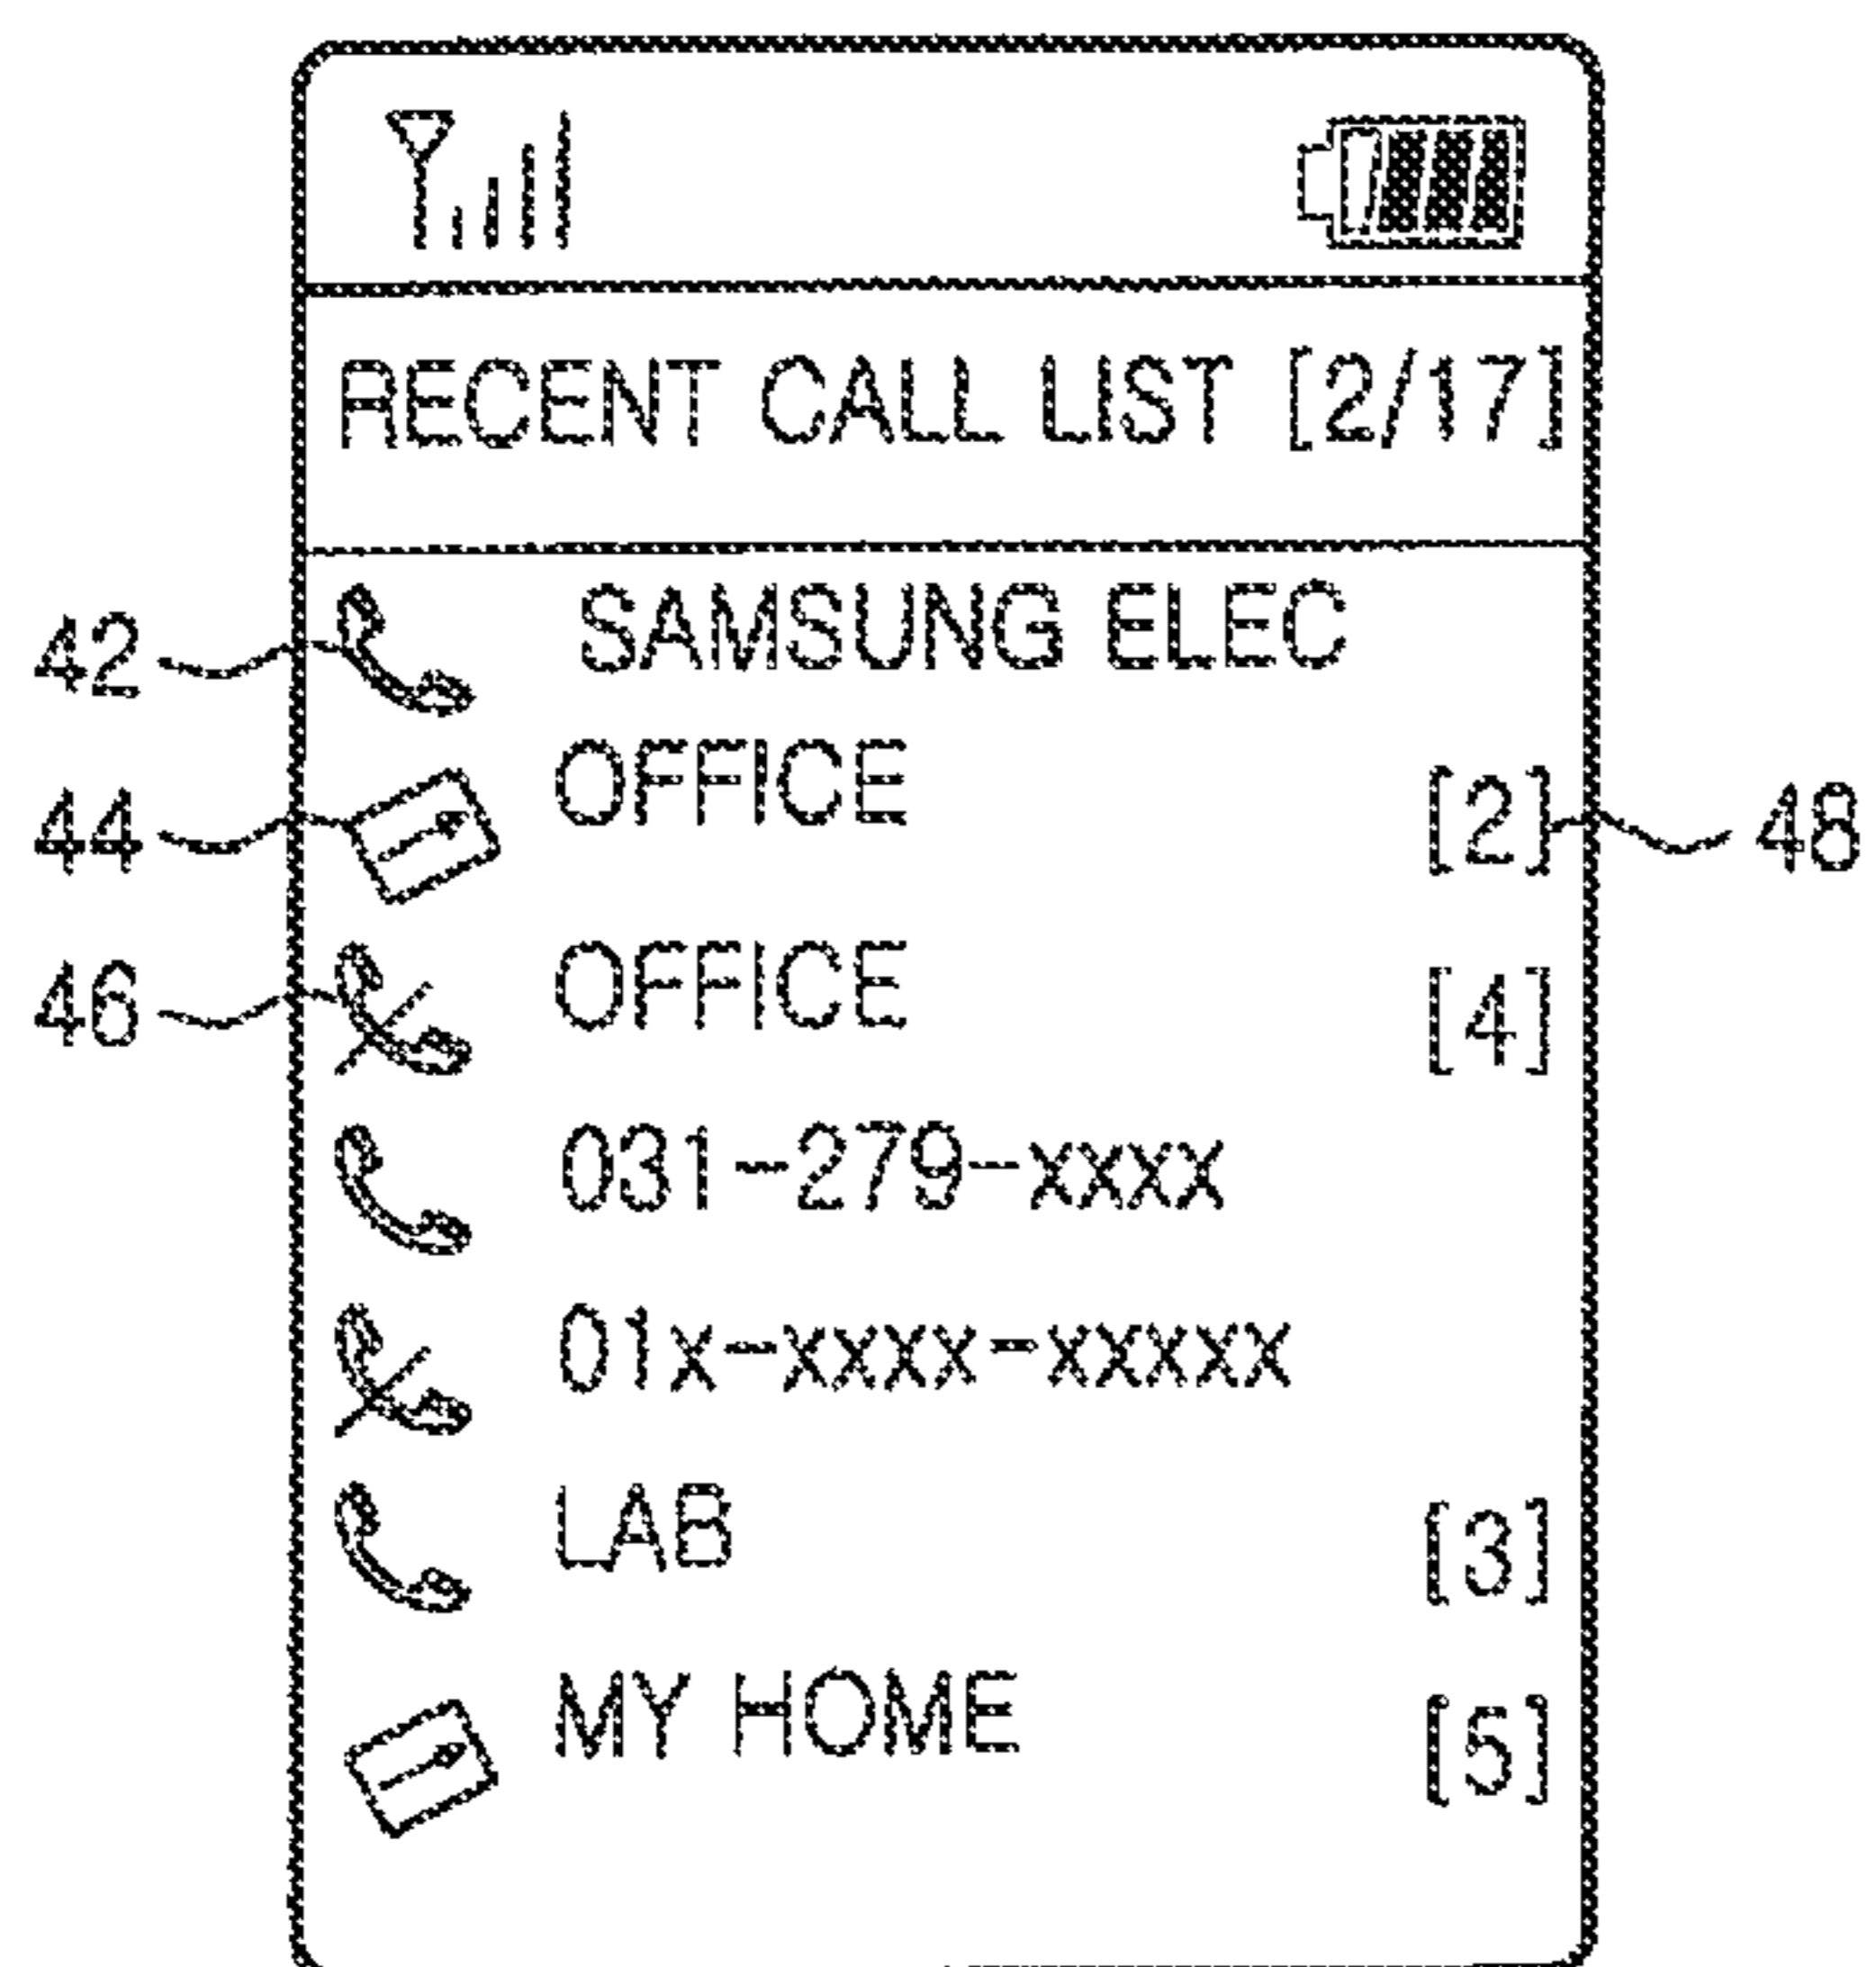 RECENT CALL LIST [2/17]
42 SAMSUNG ELEC
44 OFFICE [2] 48
46 OFFICE [4]
031-279-xxxx
01x-xxxx-xxxxx
LAB [3]
MY HOME [5]